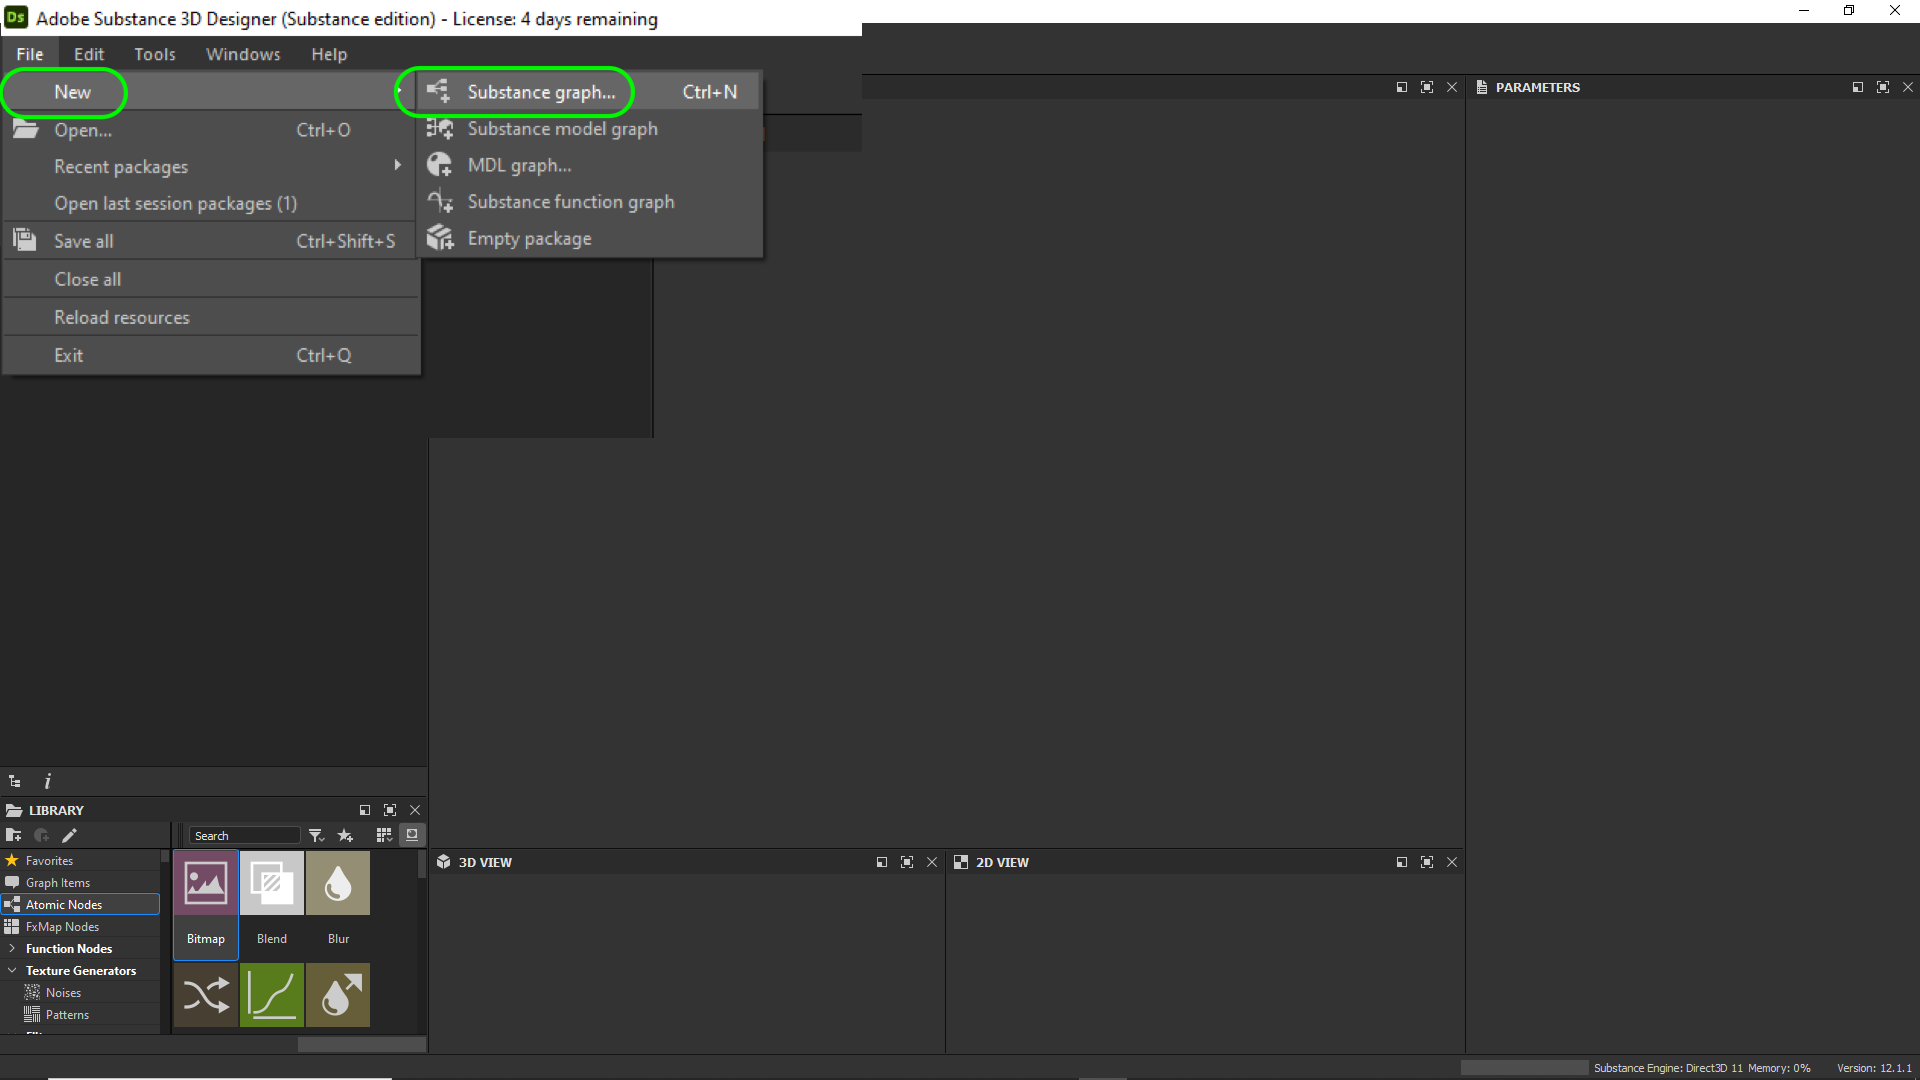 Ds Adobe Substance 3D Designer (Substance edition) - License: 4 days remaining
File Edit Tools Windows Help
New
Open... Ctrl+O
Recent packages
Open last session packages (1)
Save all Ctrl+Shift+S
Close all
Reload resources
Exit Ctrl+Q
Substance graph... Ctrl+N
Substance model graph
MDL graph...
Substance function graph
Empty package
PARAMETERS
i
LIBRARY
Search
Favorites
Graph Items
Atomic Nodes
FxMap Nodes
Function Nodes
Texture Generators
Noises
Patterns
Bitmap Blend Blur
3D VIEW
2D VIEW
Substance Engine: Direct3D 11 Memory: 0% Version: 12.1.1